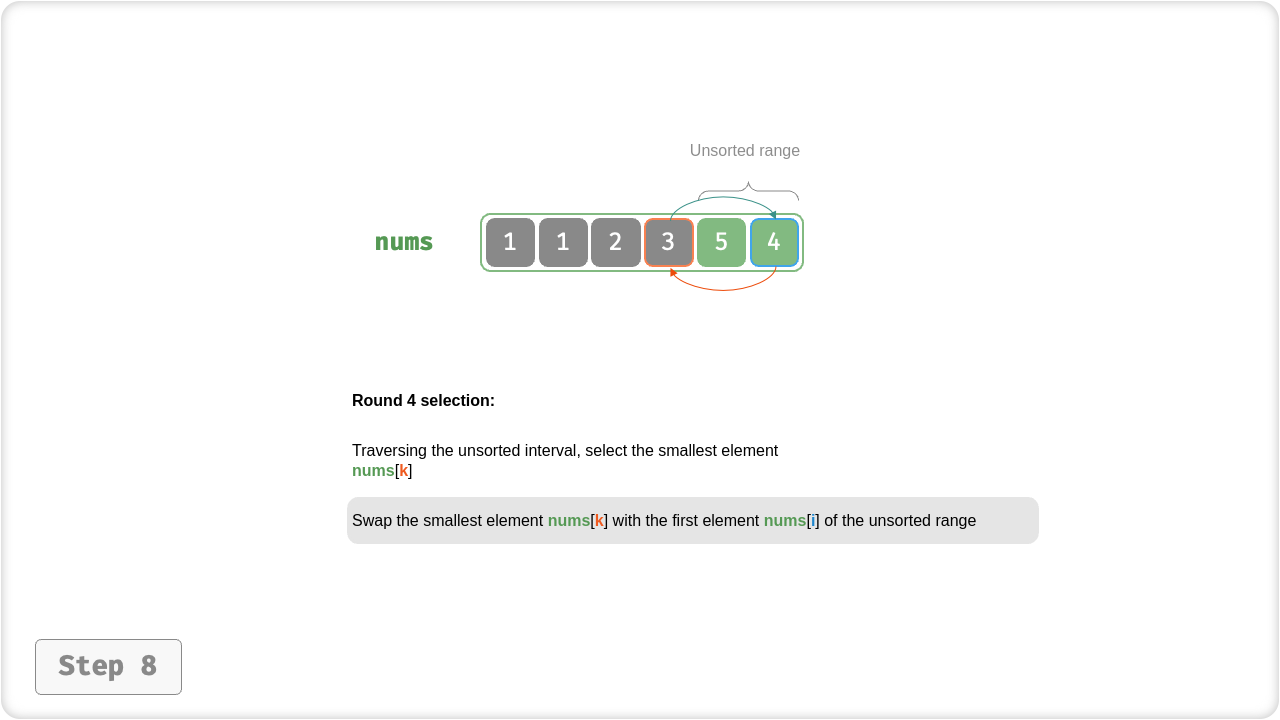 Unsorted range
nums
1 1 2 3 5 4
Round 4 selection:
Traversing the unsorted interval, select the smallest element
nums[k]
Swap the smallest element nums[k] with the first element nums[i] of the unsorted range
Step 8